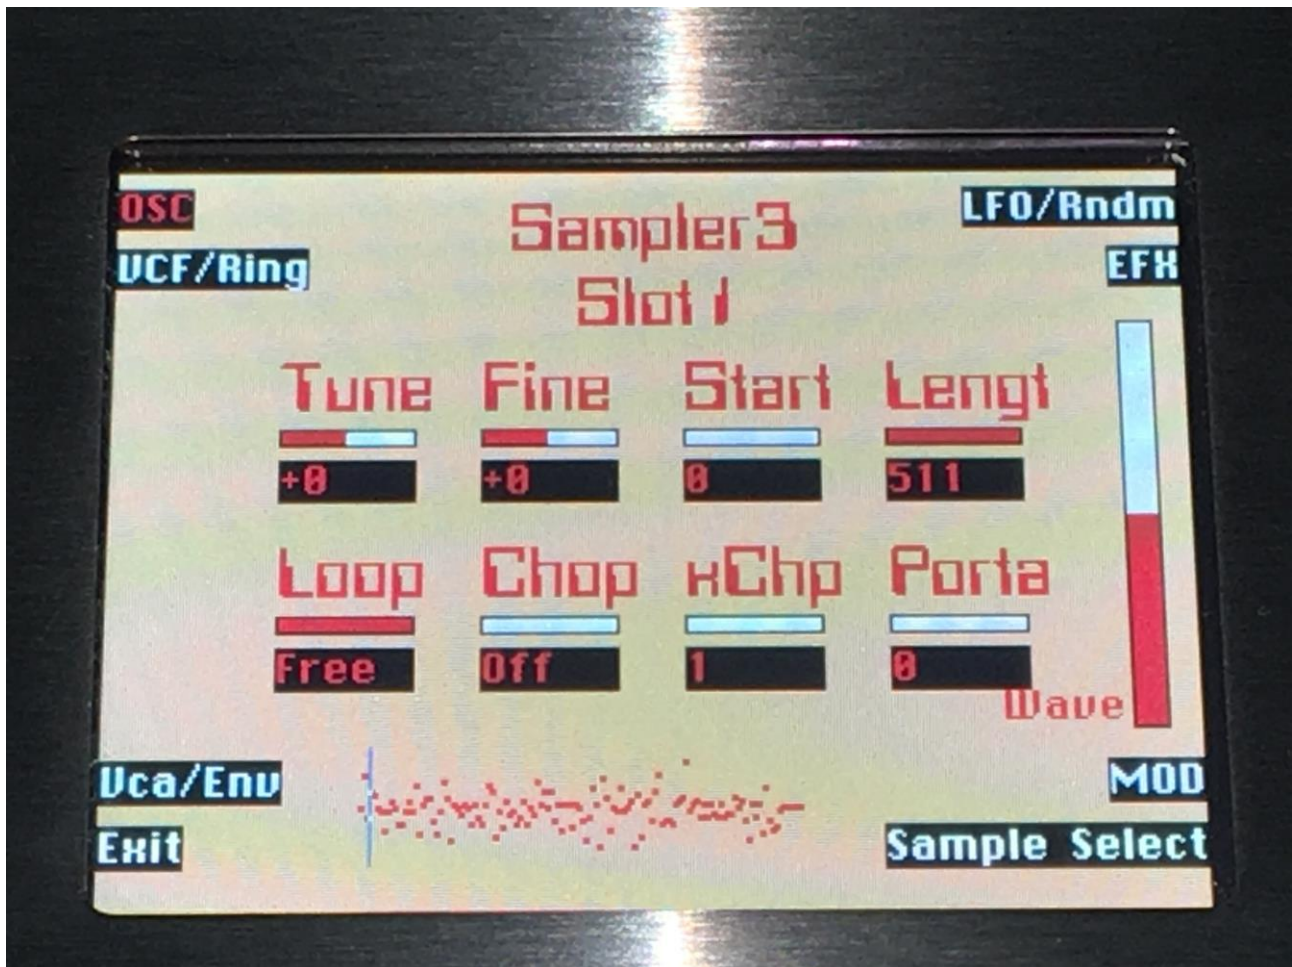 OSC
LFO/Rndm
Sampler3
VCF/Ring
EFX
Slot 1
Tune Fine Start Lengt
+0 +0 0 511
Loop Chop xChp Porta
Free Off 1 0
Wave
Vca/Env
MOD
Exit
Sample Select